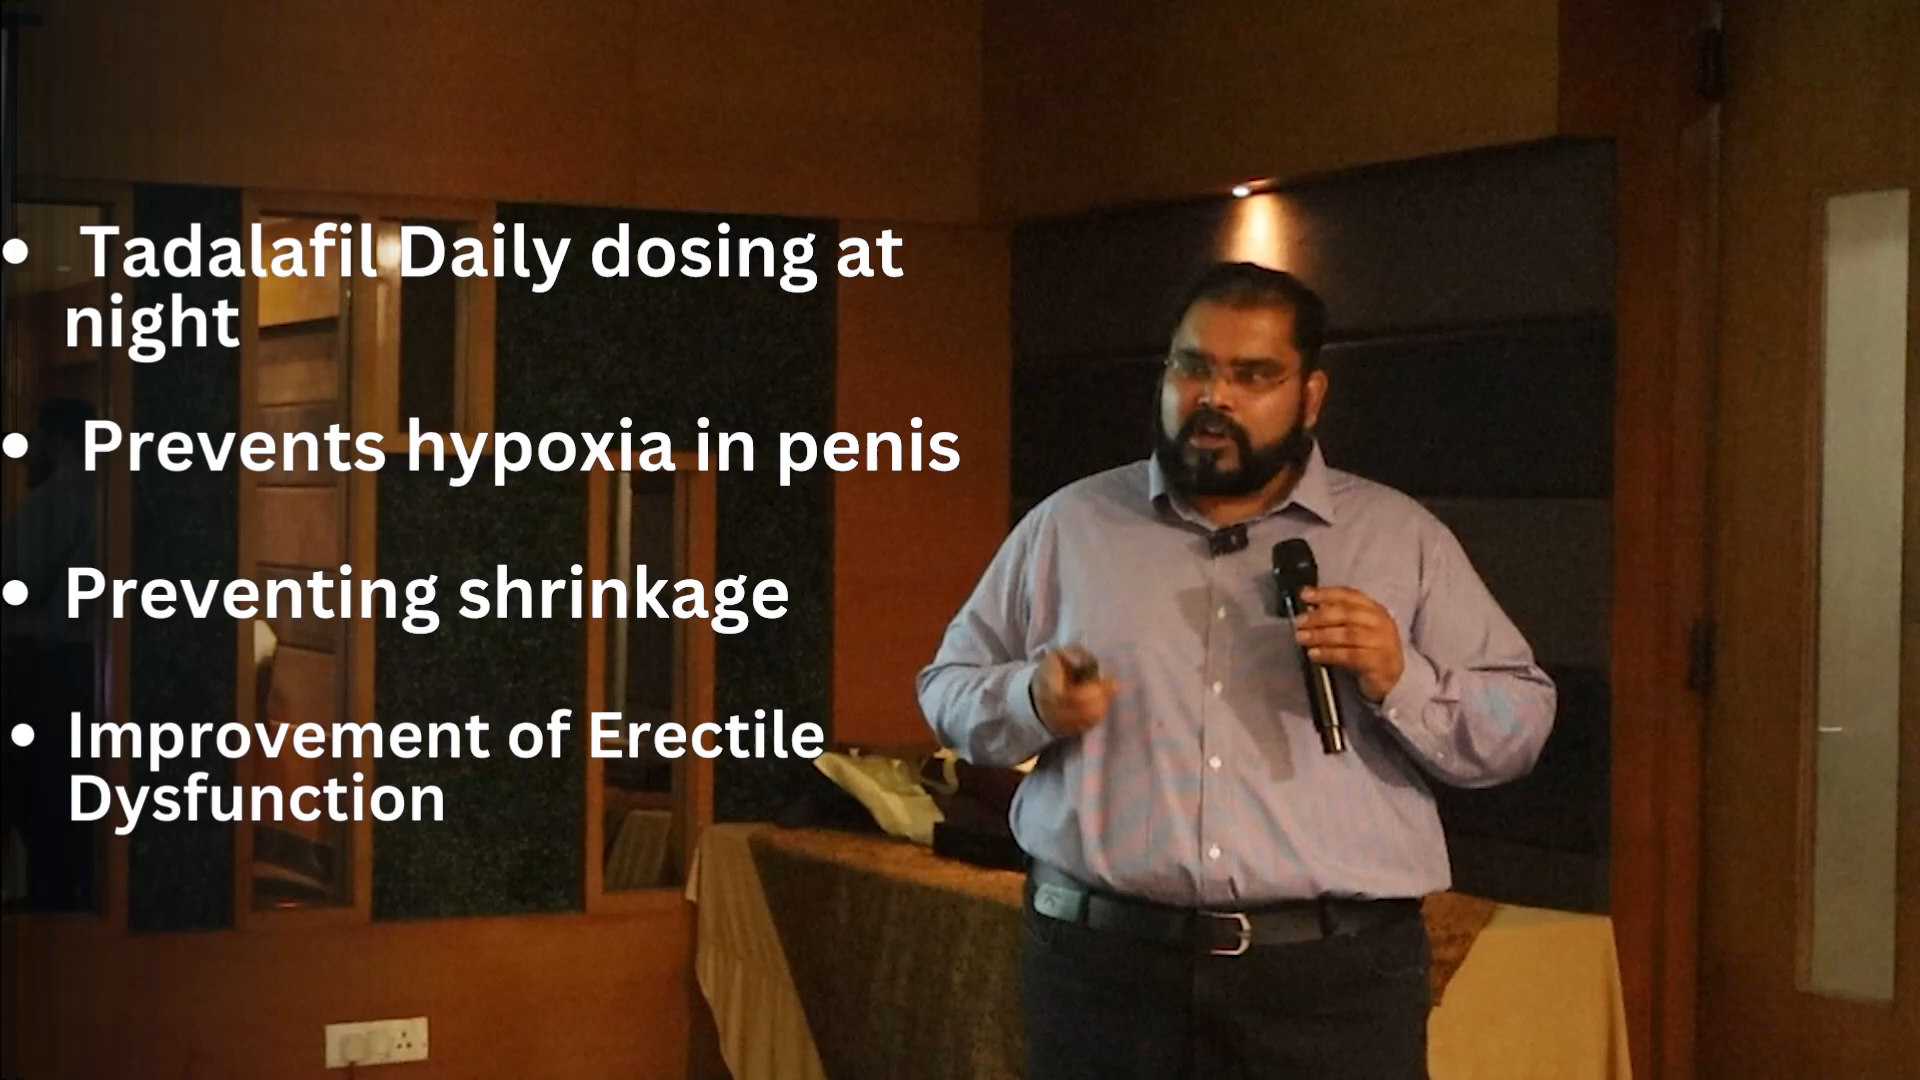 • Tadalafil Daily dosing at
night
• Prevents hypoxia in penis
• Preventing shrinkage
• Improvement of Erectile
Dysfunction